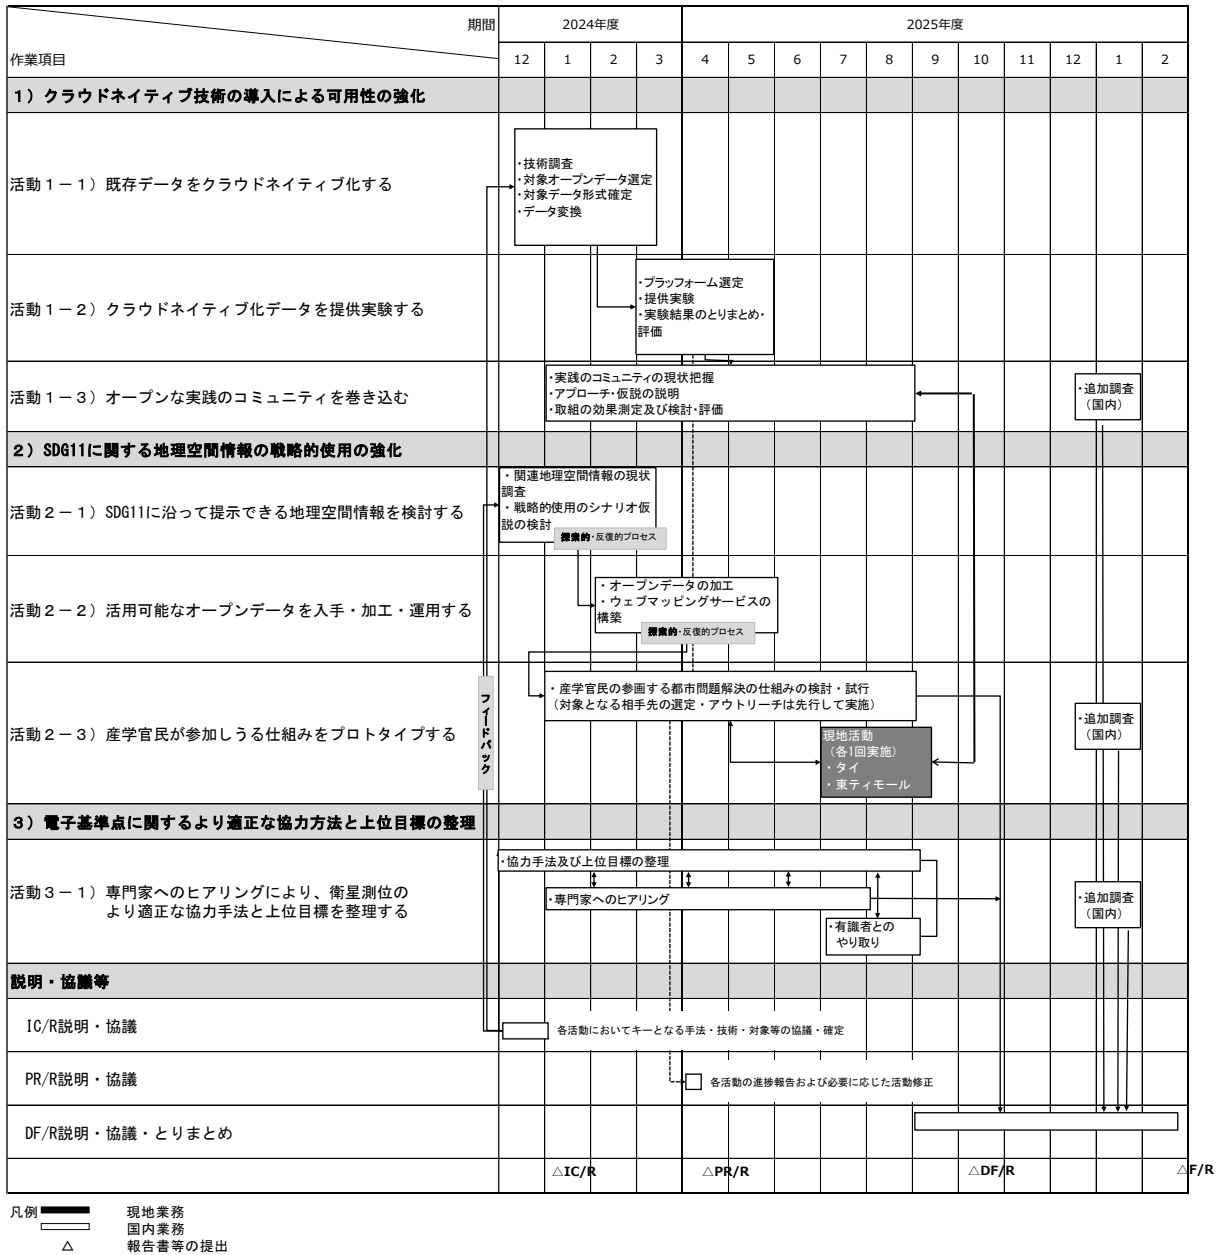 期間
2024年度
2025年度
作業項目
12 1 2 3 4 5 6 7 8 9 10 11 12 1 2
1）クラウドネイティブ技術の導入による可用性の強化
活動1－1）既存データをクラウドネイティブ化する
・技術調査
・対象オープンデータ選定
・対象データ形式確定
・データ変換
活動1－2）クラウドネイティブ化データを提供実験する
・プラッフォーム選定
・提供実験
・実験結果のとりまとめ・
評価
活動1－3）オープンな実践のコミュニティを巻き込む
・実践のコミュニティの現状把握
・アプローチ・仮説の説明
・取組の効果測定及び検討・評価
・追加調査
（国内）
2）SDG11に関する地理空間情報の戦略的使用の強化
活動2－1）SDG11に沿って提示できる地理空間情報を検討する
・関連地理空間情報の現状
調査
・戦略的使用のシナリオ仮
説の検討
探索的・反復的プロセス
活動2－2）活用可能なオープンデータを入手・加工・運用する
・オープンデータの加工
・ウェブマッピングサービスの
構築
探索的・反復的プロセス
フィードバック
活動2－3）産学官民が参加しうる仕組みをプロトタイプする
・産学官民の参画する都市問題解決の仕組みの検討・試行
（対象となる相手先の選定・アウトリーチは先行して実施）
現地活動
（各1回実施）
・タイ
・東ティモール
・追加調査
（国内）
3）電子基準点に関するより適正な協力方法と上位目標の整理
活動3－1）専門家へのヒアリングにより、衛星測位の
より適正な協力手法と上位目標を整理する
・協力手法及び上位目標の整理
・専門家へのヒアリング
・有識者との
やり取り
・追加調査
（国内）
説明・協議等
IC/R説明・協議
各活動においてキーとなる手法・技術・対象等の協議・確定
PR/R説明・協議
各活動の進捗報告および必要に応じた活動修正
DF/R説明・協議・とりまとめ
△IC/R
△PR/R
△DF/R
△F/R
凡例
現地業務
国内業務
△ 報告書等の提出